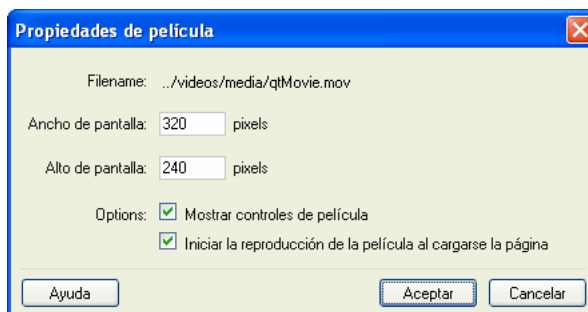 Propiedades de película
Filename: ../videos/media/qtMovie.mov
Ancho de pantalla: 320 pixels
Alto de pantalla: 240 pixels
Options: Mostrar controles de película
Iniciar la reproducción de la película al cargarse la página
Ayuda Aceptar Cancelar